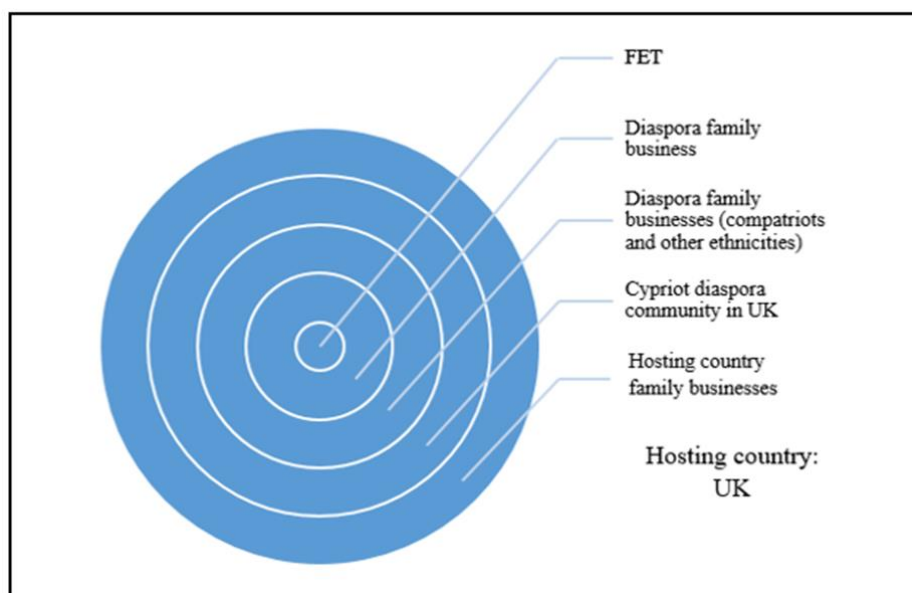 FET
Diaspora family
business
Diaspora family
businesses (compatriots
and other ethnicities)
Cypriot diaspora
community in UK
Hosting country
family businesses
Hosting country:
UK